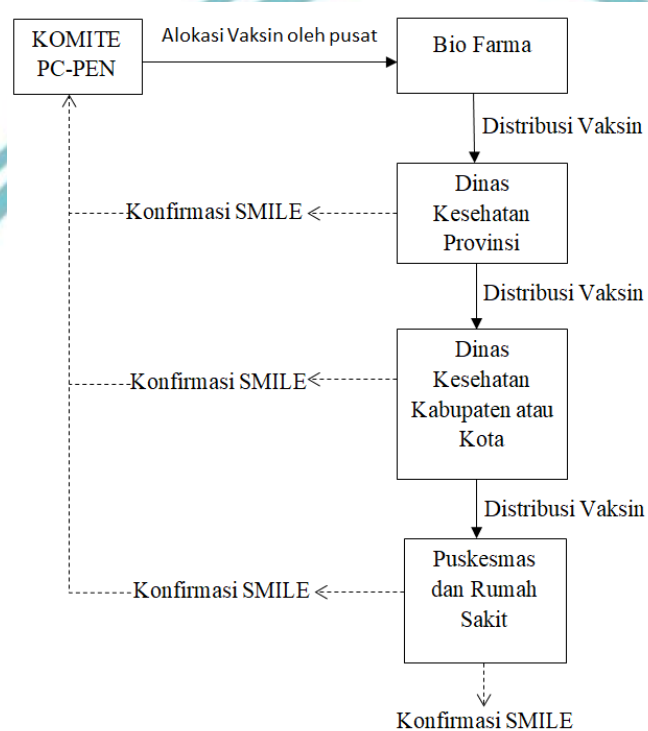 KOMITE
PC-PEN
Alokasi Vaksin oleh pusat
Bio Farma
Distribusi Vaksin
Dinas
Kesehatan
Provinsi
Konfirmasi SMILE
Distribusi Vaksin
Dinas
Kesehatan
Kabupaten atau
Kota
Konfirmasi SMILE
Distribusi Vaksin
Puskesmas
dan Rumah
Sakit
Konfirmasi SMILE
Konfirmasi SMILE